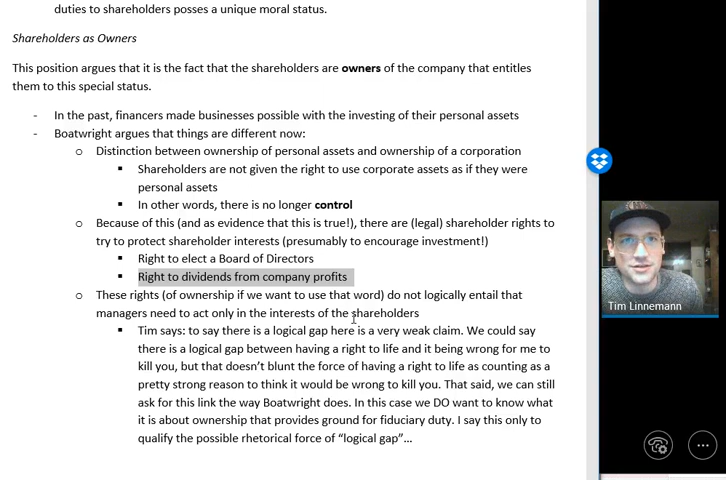 duties to shareholders posses a unique moral status.
Shareholders as Owners
This position argues that it is the fact that the shareholders are owners of the company that entitles
them to this special status.
- In the past, financers made businesses possible with the investing of their personal assets
- Boatwright argues that things are different now:
o Distinction between ownership of personal assets and ownership of a corporation
▪ Shareholders are not given the right to use corporate assets as if they were
personal assets
▪ In other words, there is no longer control
o Because of this (and as evidence that this is true!), there are (legal) shareholder rights to
try to protect shareholder interests (presumably to encourage investment!)
▪ Right to elect a Board of Directors
▪ Right to dividends from company profits
o These rights (of ownership if we want to use that word) do not logically entail that
managers need to act only in the interests of the shareholders
▪ Tim says: to say there is a logical gap here is a very weak claim. We could say
there is a logical gap between having a right to life and it being wrong for me to
kill you, but that doesn’t blunt the force of having a right to life as counting as a
pretty strong reason to think it would be wrong to kill you. That said, we can still
ask for this link the way Boatwright does. In this case we DO want to know what
it is about ownership that provides ground for fiduciary duty. I say this only to
qualify the possible rhetorical force of “logical gap”…
Tim Linnemann